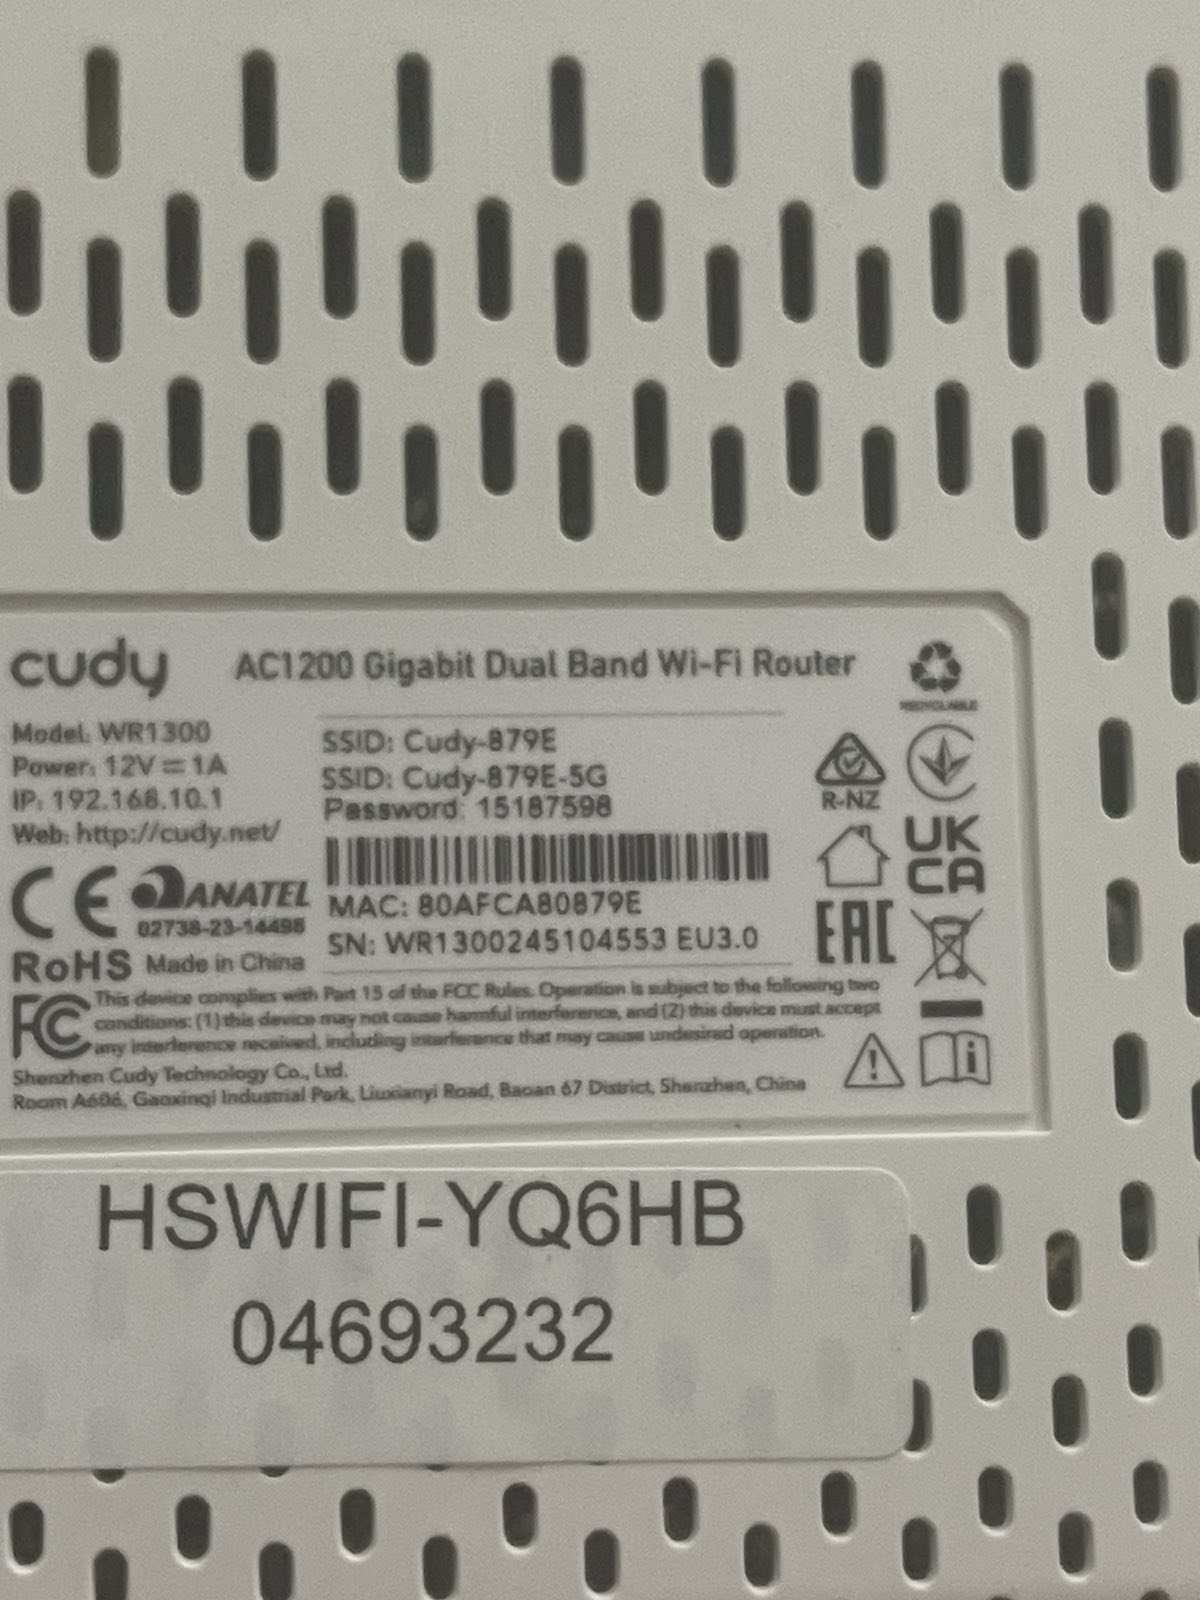 cudy
AC1200 Gigabit Dual Band Wi-Fi Router
RECYCLABLE
Model: WR1300
Power: 12V⎓1A
IP: 192.168.10.1
Web: http://cudy.net/
SSID: Cudy-879E
SSID: Cudy-879E-5G
Password: 15187598
MAC: 80AFCA80879E
SN: WR1300245104553 EU3.0
R-NZ
UK
CA
EAC
CE ANATEL
02738-23-14498
RoHS Made in China
FC
This device complies with Part 15 of the FCC Rules. Operation is subject to the following two
conditions: (1) this device may not cause harmful interference, and (2) this device must accept
any interference received, including interference that may cause undesired operation.
Shenzhen Cudy Technology Co., Ltd.
Room A606, Gaoxinqi Industrial Park, Liuxianyi Road, Baoan 67 District, Shenzhen, China
HSWIFI-YQ6HB
04693232